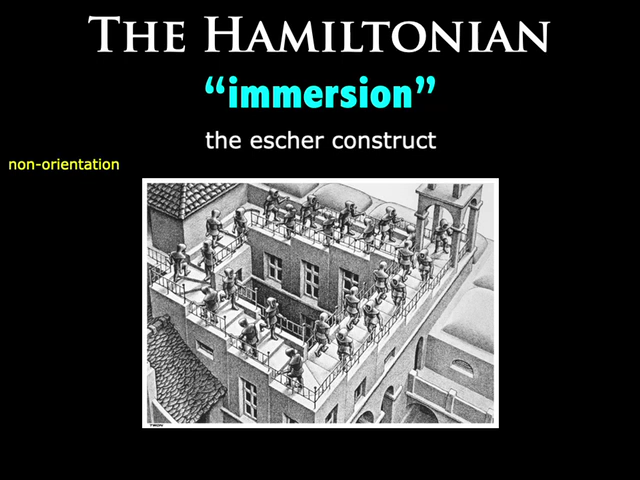 THE HAMILTONIAN
“immersion”
the escher construct
non-orientation